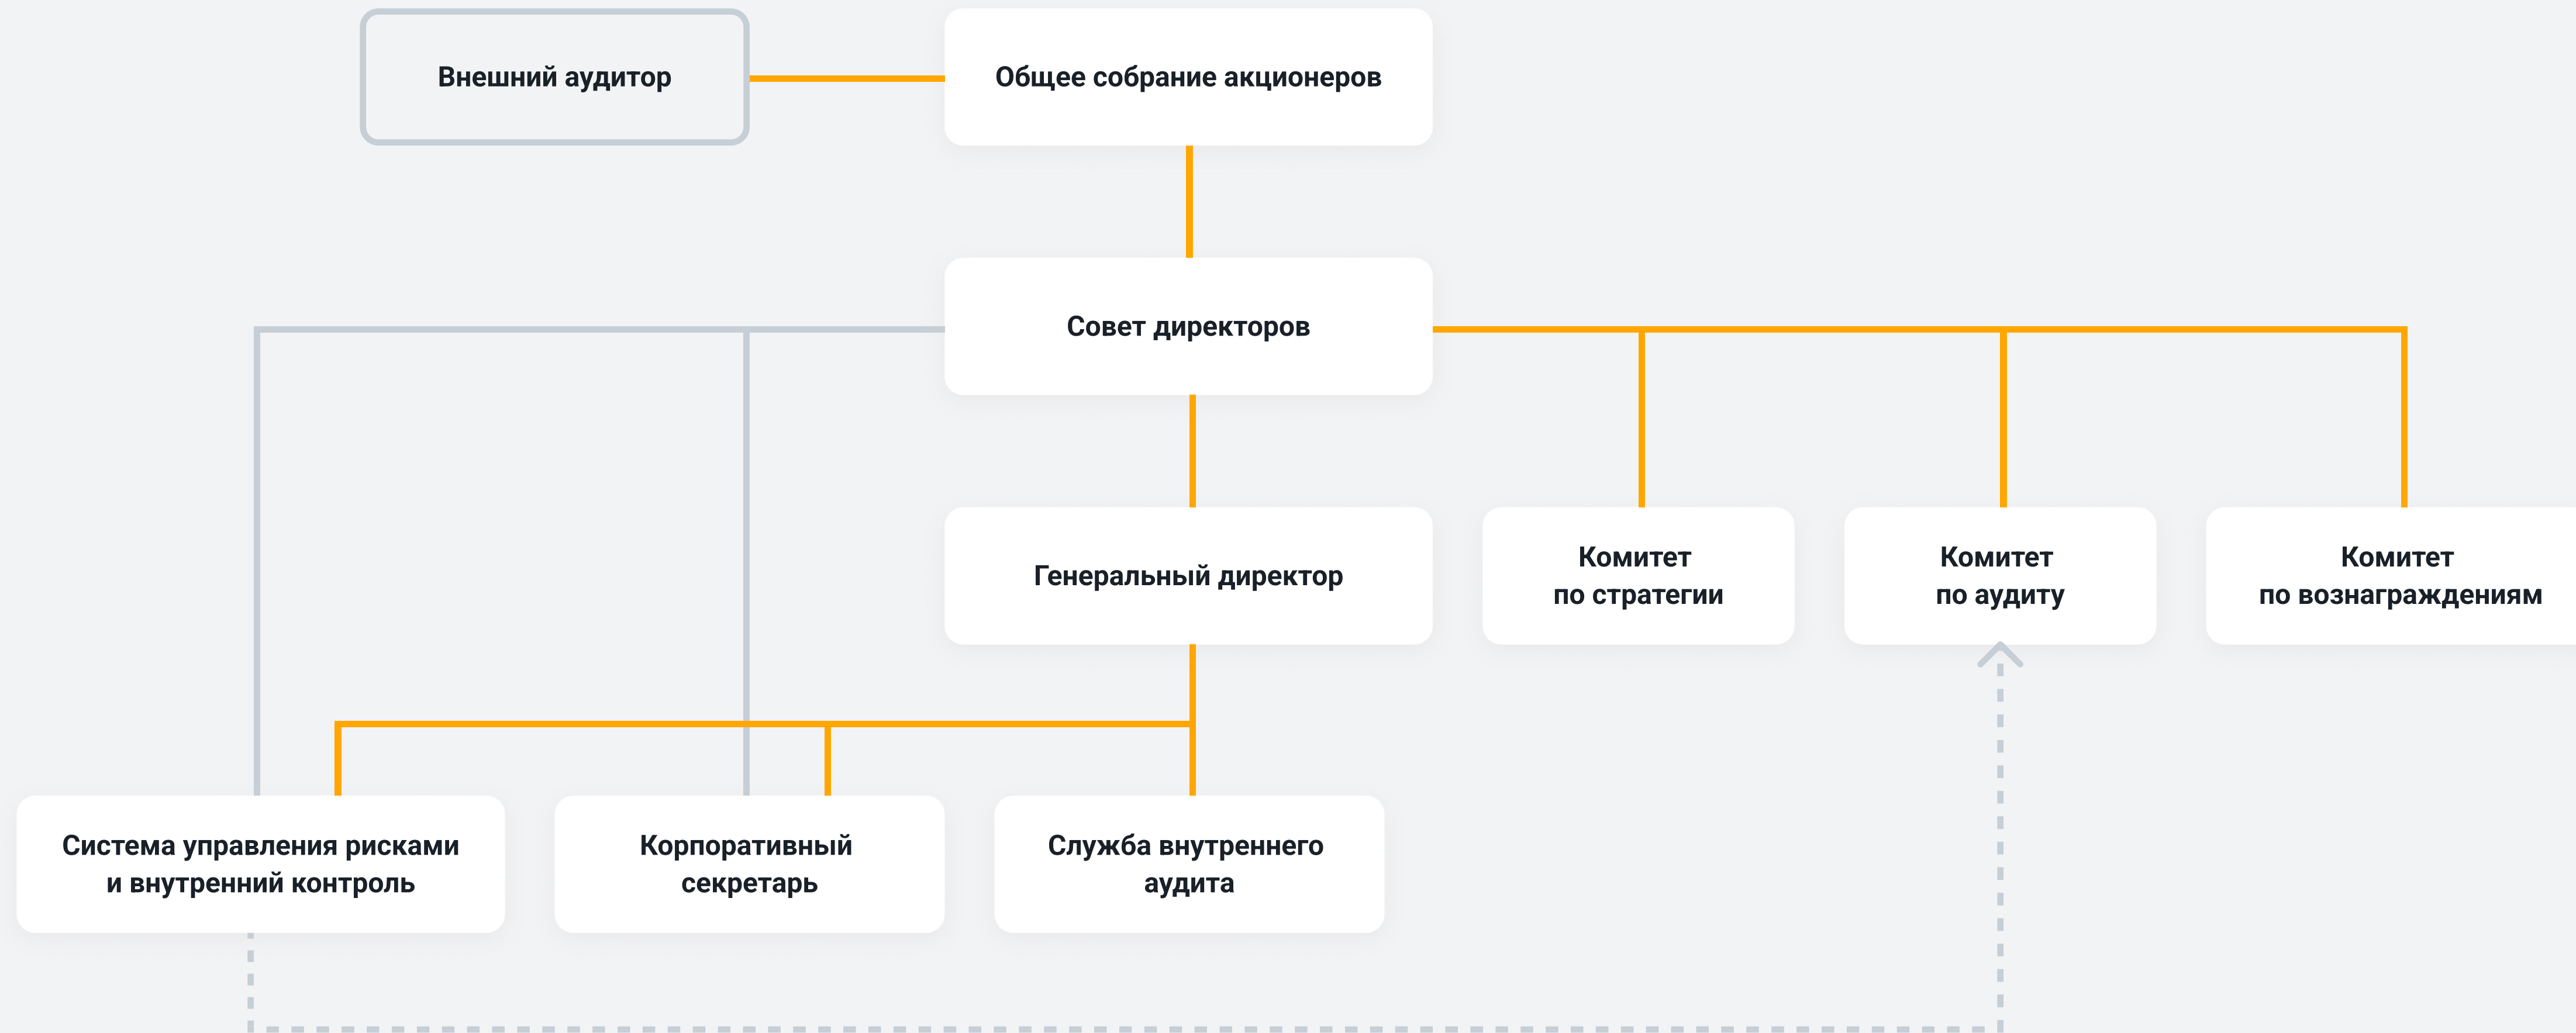 Внешний аудитор
Общее собрание акционеров
Совет директоров
Генеральный директор
Комитет
по стратегии
Комитет
по аудиту
Комитет
по вознаграждениям
Система управления рисками
и внутренний контроль
Корпоративный
секретарь
Служба внутреннего
аудита